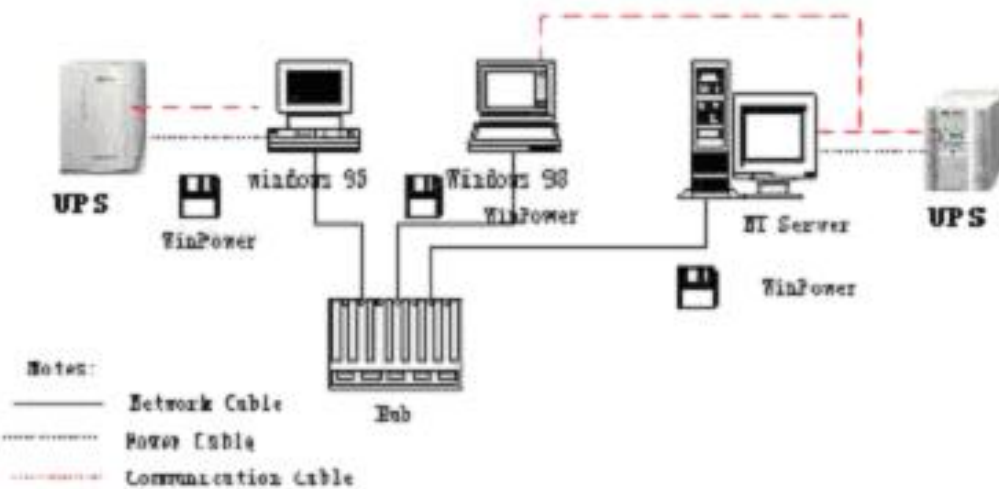 windows 95
Windows 98
UPS
WinPower
WinPower
NT Server
UPS
WinPower
Notes:
Network Cable
Hub
Power Cable
Communication Cable